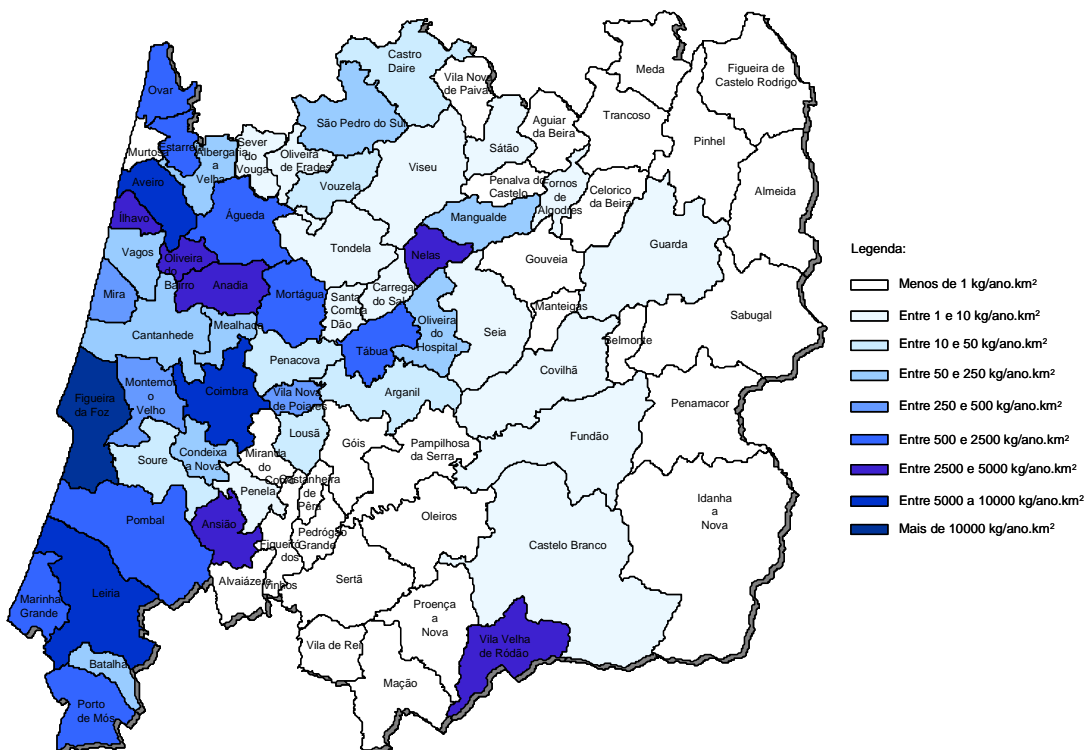 Castro
Daire
Meda
Figueira de
Castelo Rodrigo
Vila Nova
de Paiva
Ovar
São Pedro do Sul
Aguiar
da Beira
Trancoso
Pinhel
Murtosa
Estarreja
Albergaria
a
Velha
Sever
do
Vouga
Oliveira
de Frades
Sátão
Viseu
Vouzela
Penalva do
Castelo
Fornos
de
Algodres
Celorico
da Beira
Almeida
Aveiro
Ílhavo
Águeda
Mangualde
Guarda
Vagos
Oliveira
do
Bairro
Tondela
Nelas
Gouveia
Anadia
Mortágua
Carregal
do Sal
Santa
Comba
Dão
Manteigas
Sabugal
Mira
Mealhada
Cantanhede
Oliveira
do
Hospital
Seia
Belmonte
Tábua
Penacova
Covilhã
Montemor
o
Velho
Coimbra
Vila Nova
de Poiares
Arganil
Figueira
da Foz
Penamacor
Lousã
Góis
Pampilhosa
da Serra
Fundão
Soure
Condeixa
a Nova
Miranda
do
Corvo
Castanheira
de
Pêra
Penela
Idanha
a
Nova
Pombal
Ansião
Pedrógão
Grande
Oleiros
Castelo Branco
Figueiró
dos
Vinhos
Alvaiázere
Sertã
Leiria
Marinha
Grande
Proença
a
Nova
Vila de Rei
Vila Velha
de Ródão
Batalha
Mação
Porto
de Mós
Legenda:
Menos de 1 kg/ano.km²
Entre 1 e 10 kg/ano.km²
Entre 10 e 50 kg/ano.km²
Entre 50 e 250 kg/ano.km²
Entre 250 e 500 kg/ano.km²
Entre 500 e 2500 kg/ano.km²
Entre 2500 e 5000 kg/ano.km²
Entre 5000 a 10000 kg/ano.km²
Mais de 10000 kg/ano.km²